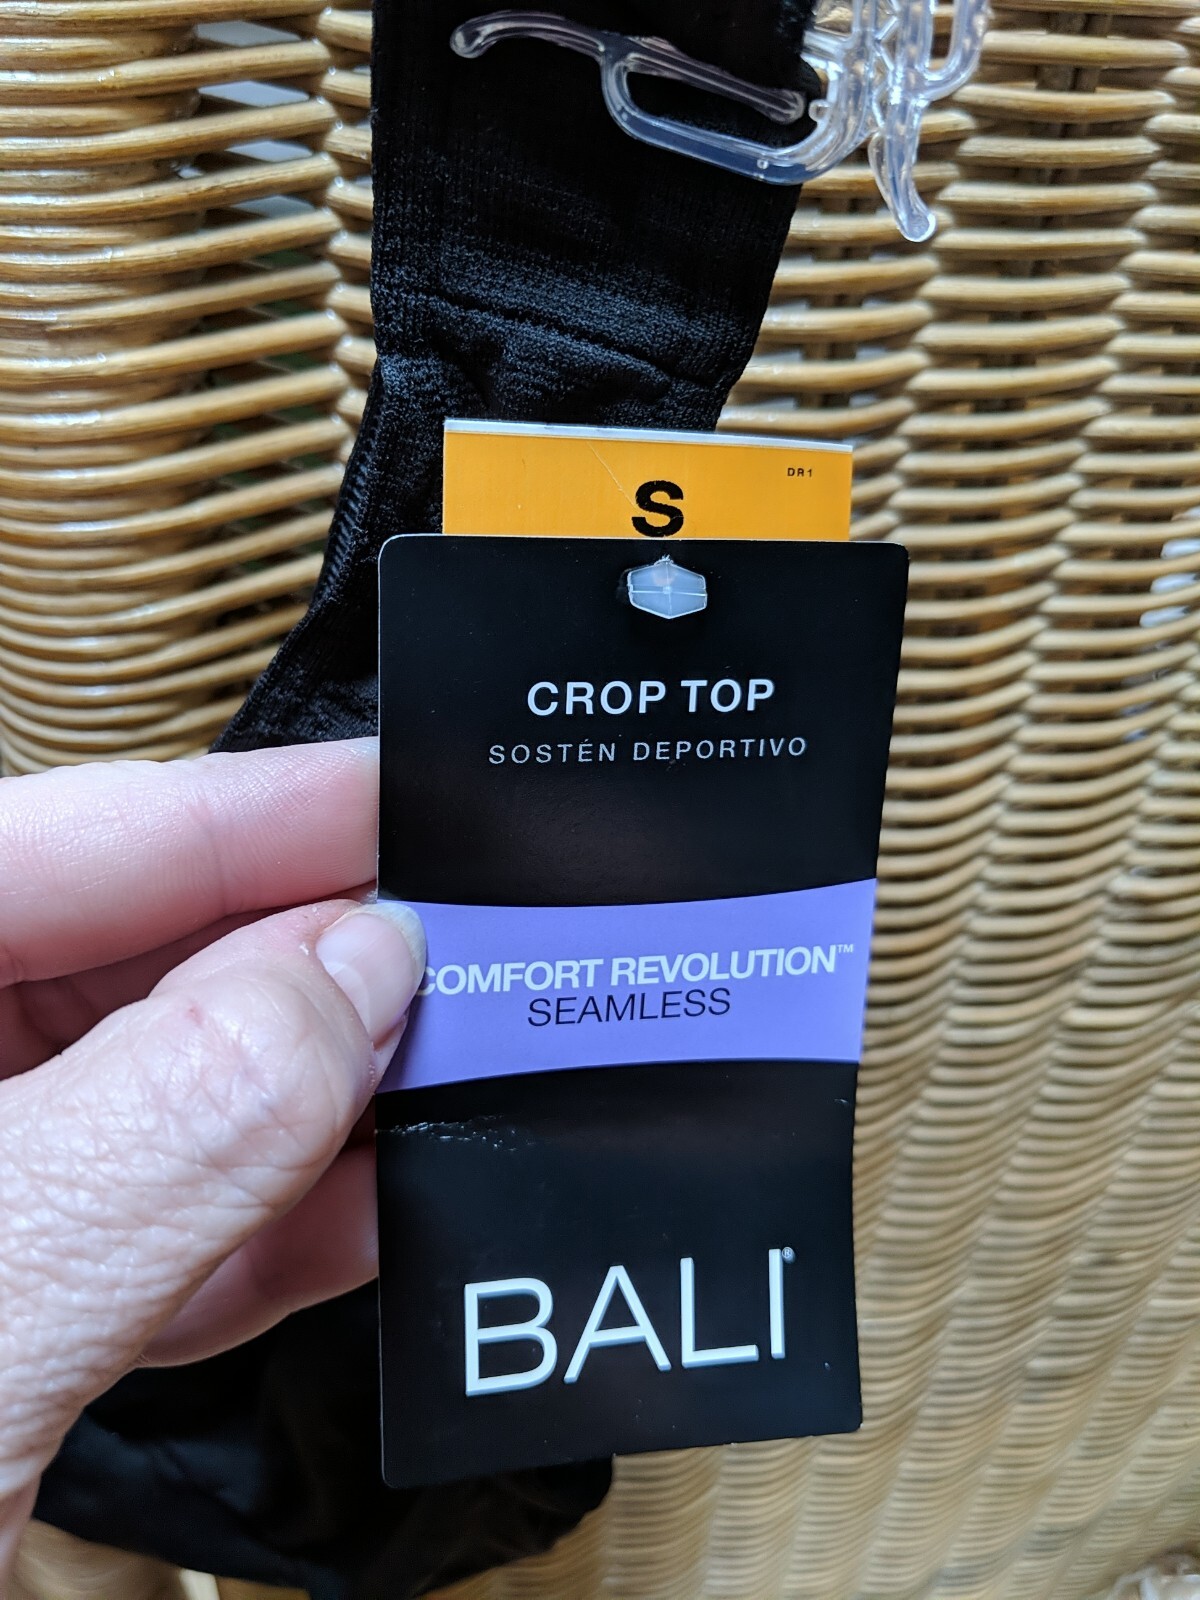 S
DR1
CROP TOP
SOSTÉN DEPORTIVO
COMFORT REVOLUTION™
SEAMLESS
BALI®